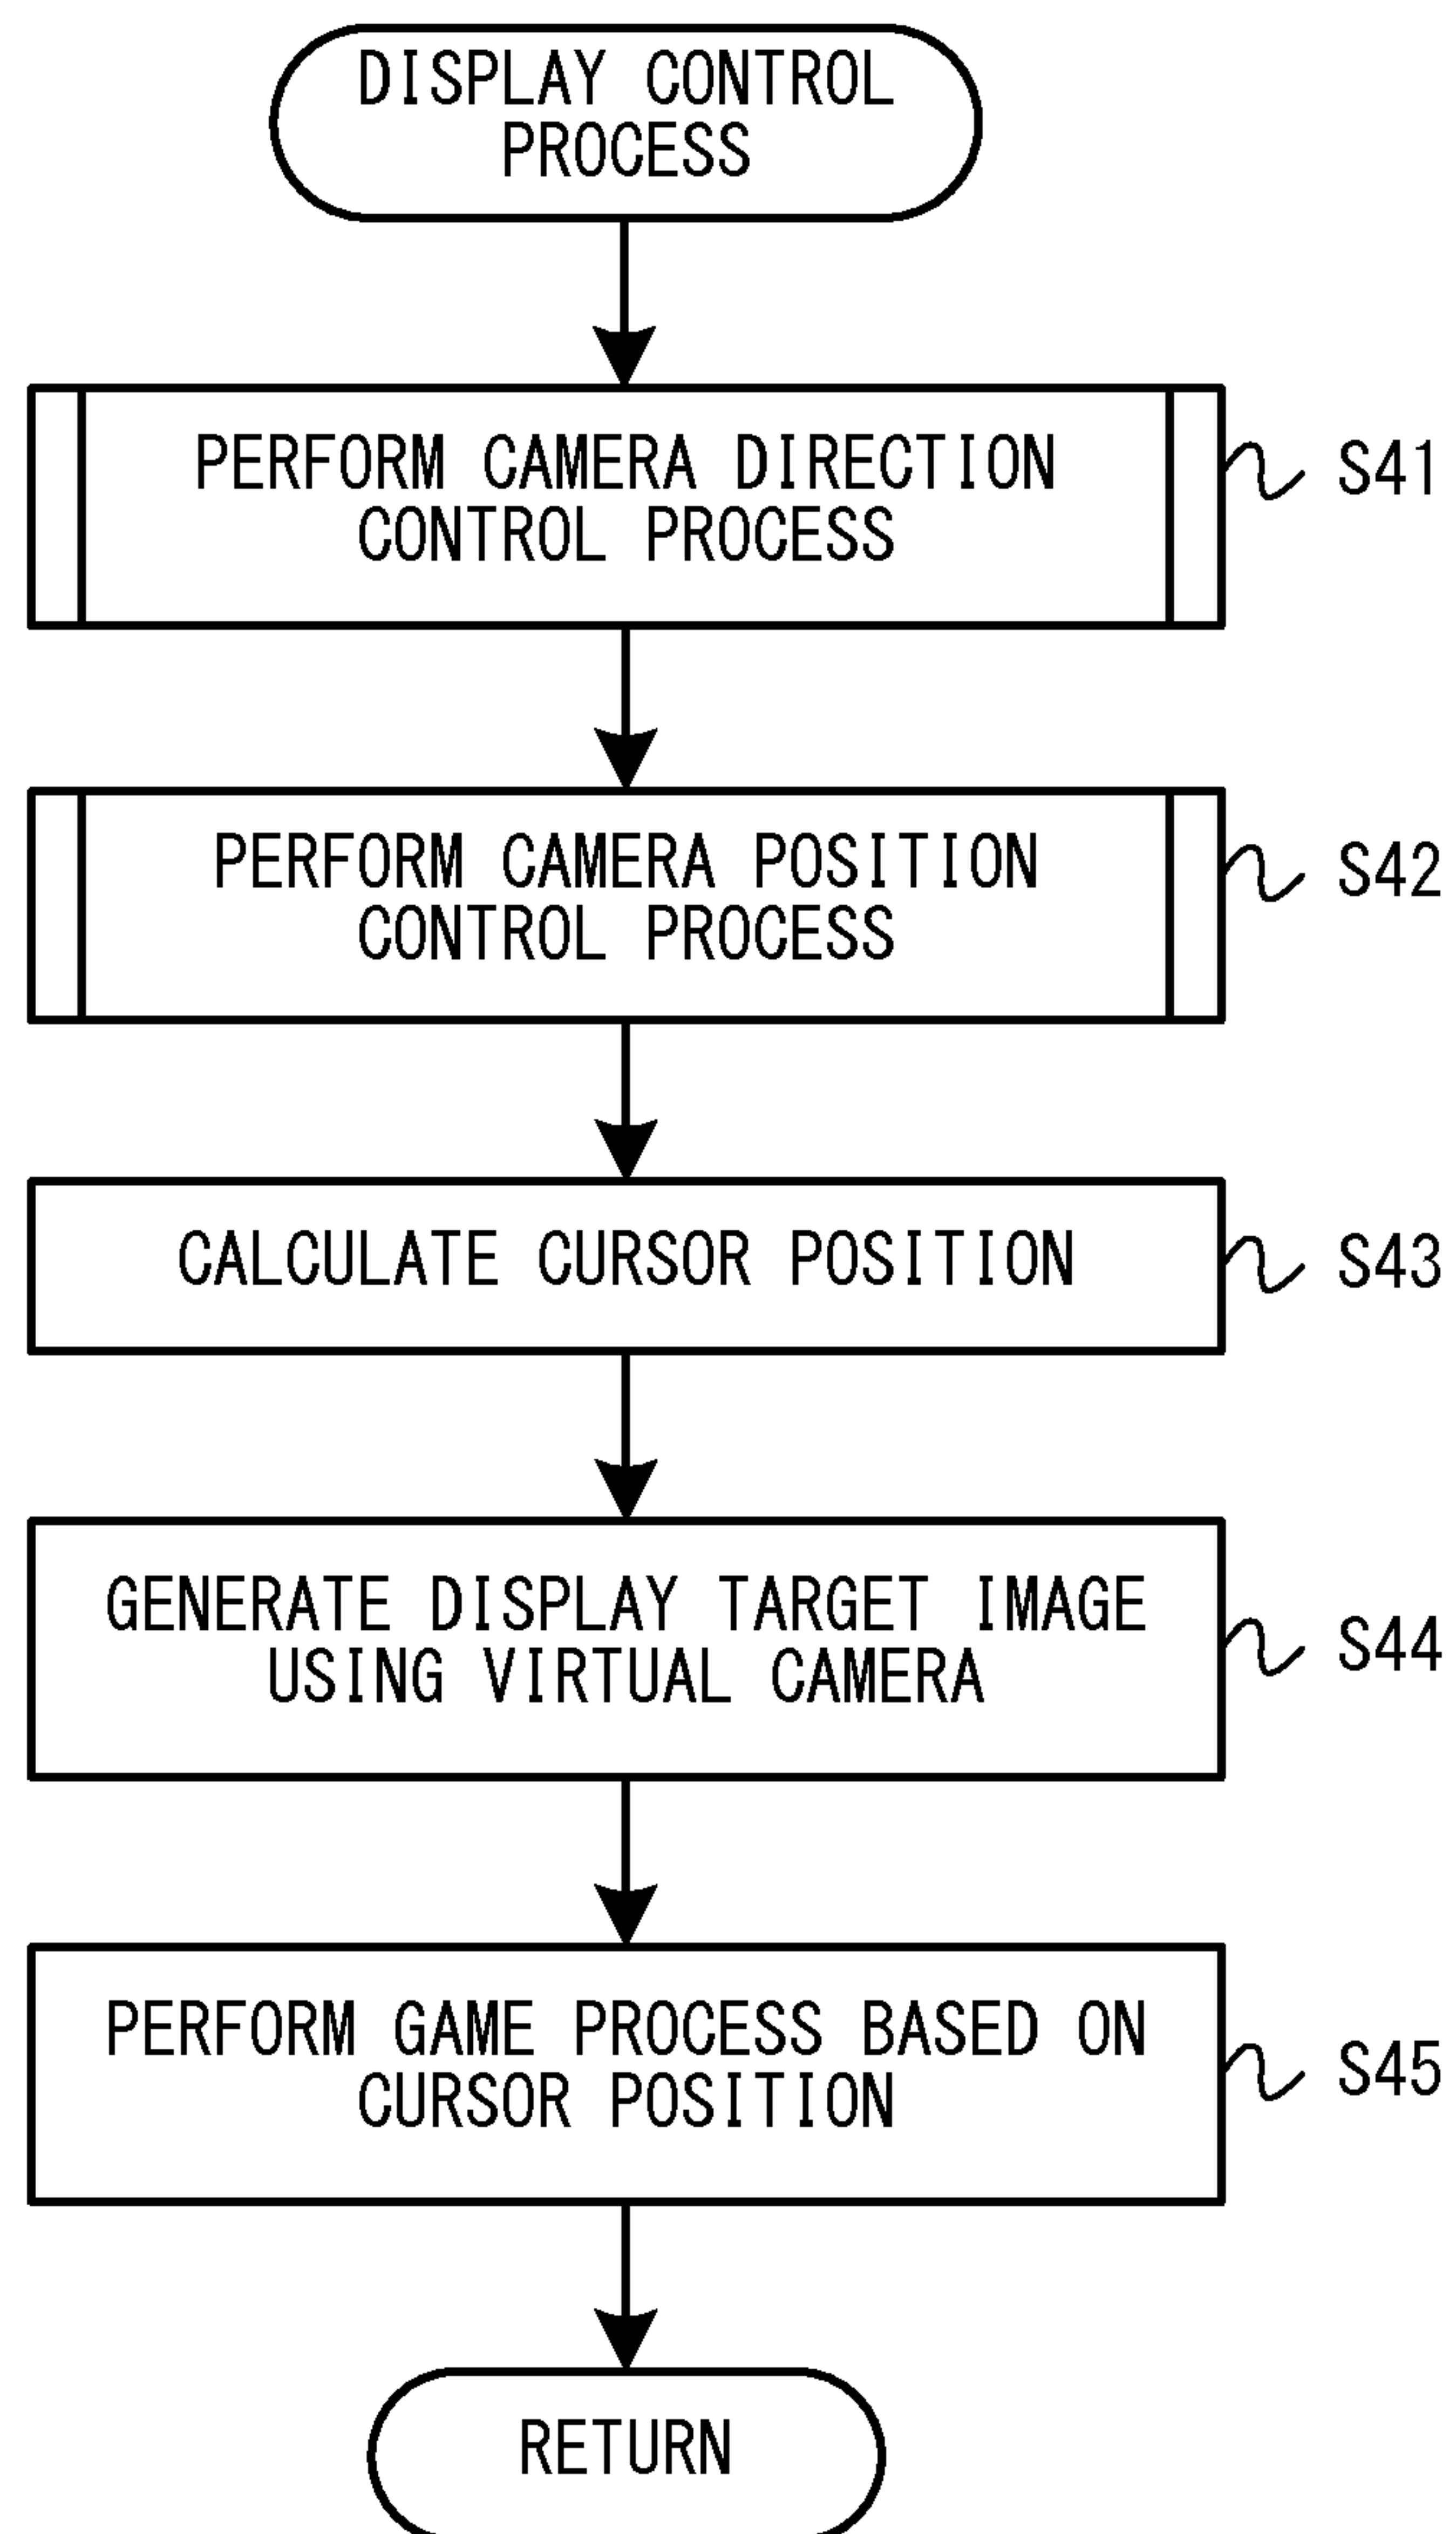 DISPLAY CONTROL
PROCESS
PERFORM CAMERA DIRECTION
CONTROL PROCESS
S41
PERFORM CAMERA POSITION
CONTROL PROCESS
S42
CALCULATE CURSOR POSITION
S43
GENERATE DISPLAY TARGET IMAGE
USING VIRTUAL CAMERA
S44
PERFORM GAME PROCESS BASED ON
CURSOR POSITION
S45
RETURN